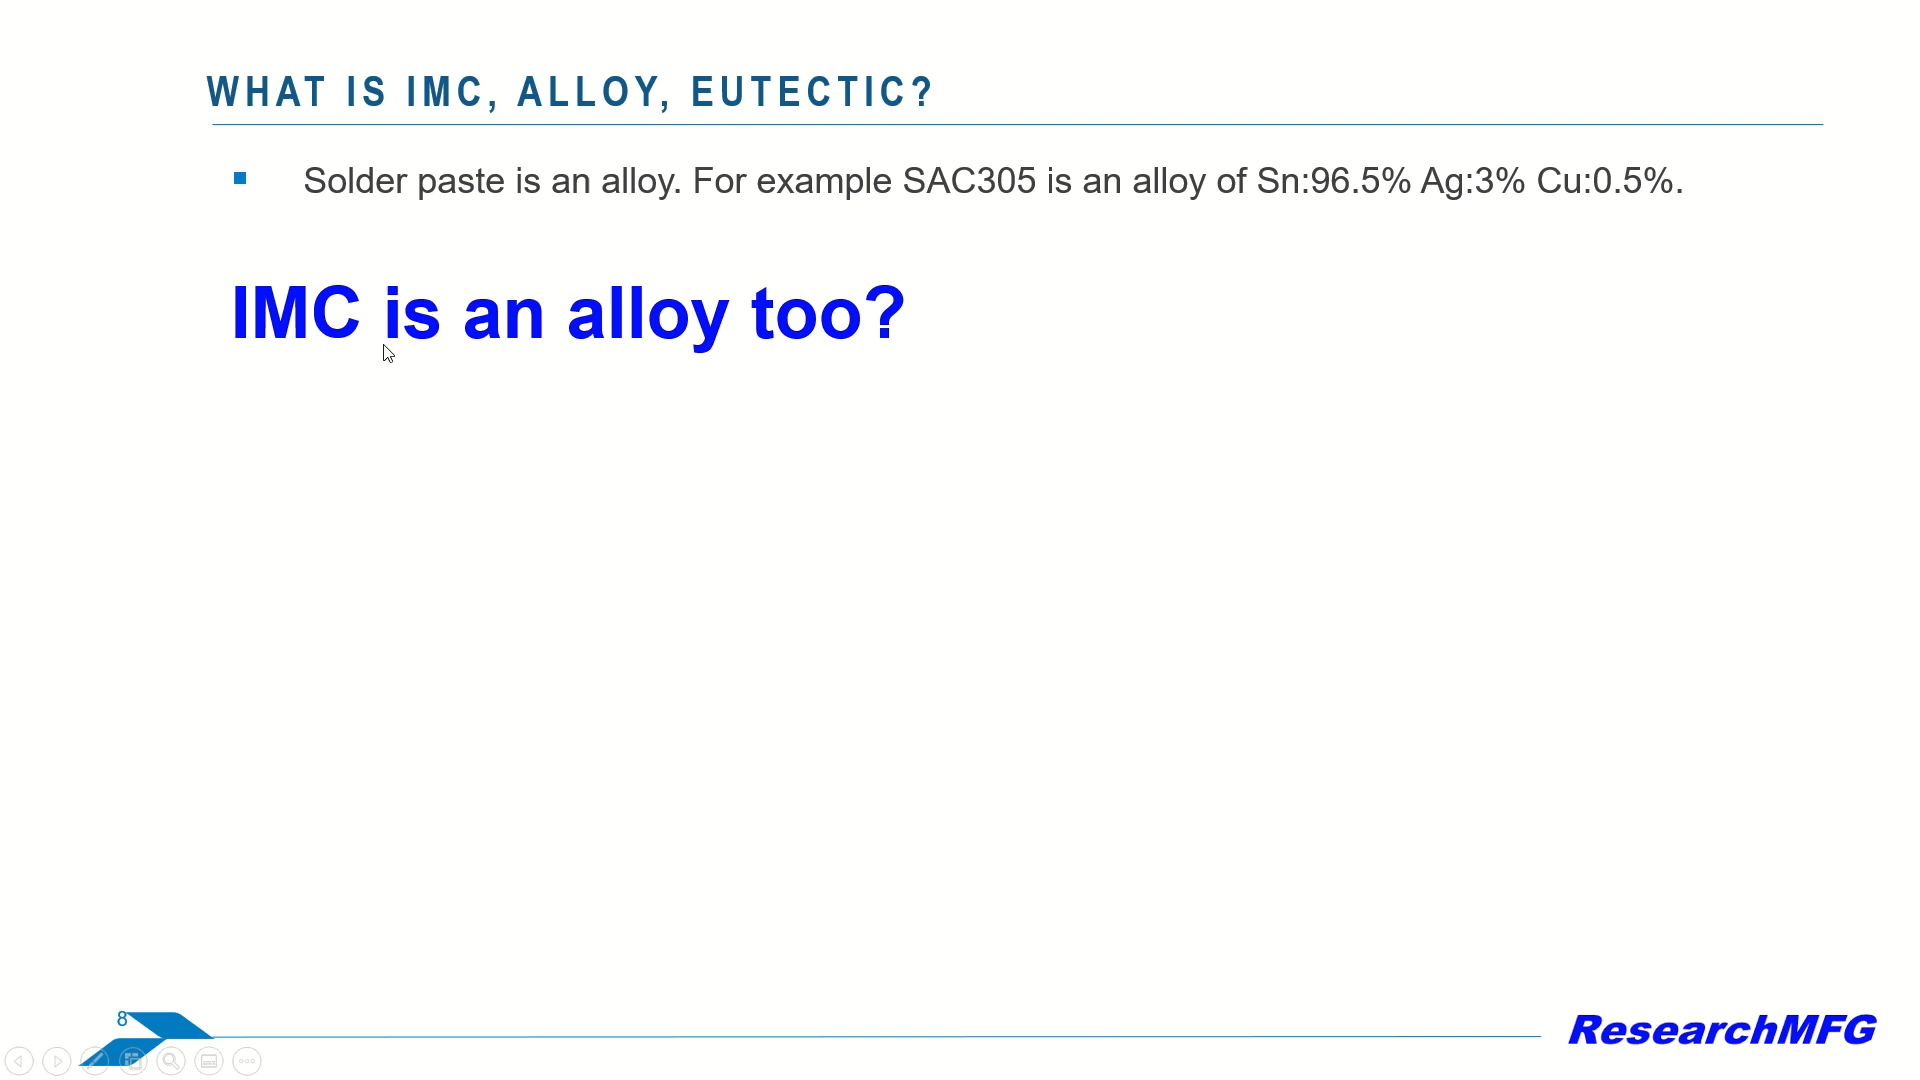 WHAT IS IMC, ALLOY, EUTECTIC?
Solder paste is an alloy. For example SAC305 is an alloy of Sn:96.5% Ag:3% Cu:0.5%.
IMC is an alloy too?
8
ResearchMFG